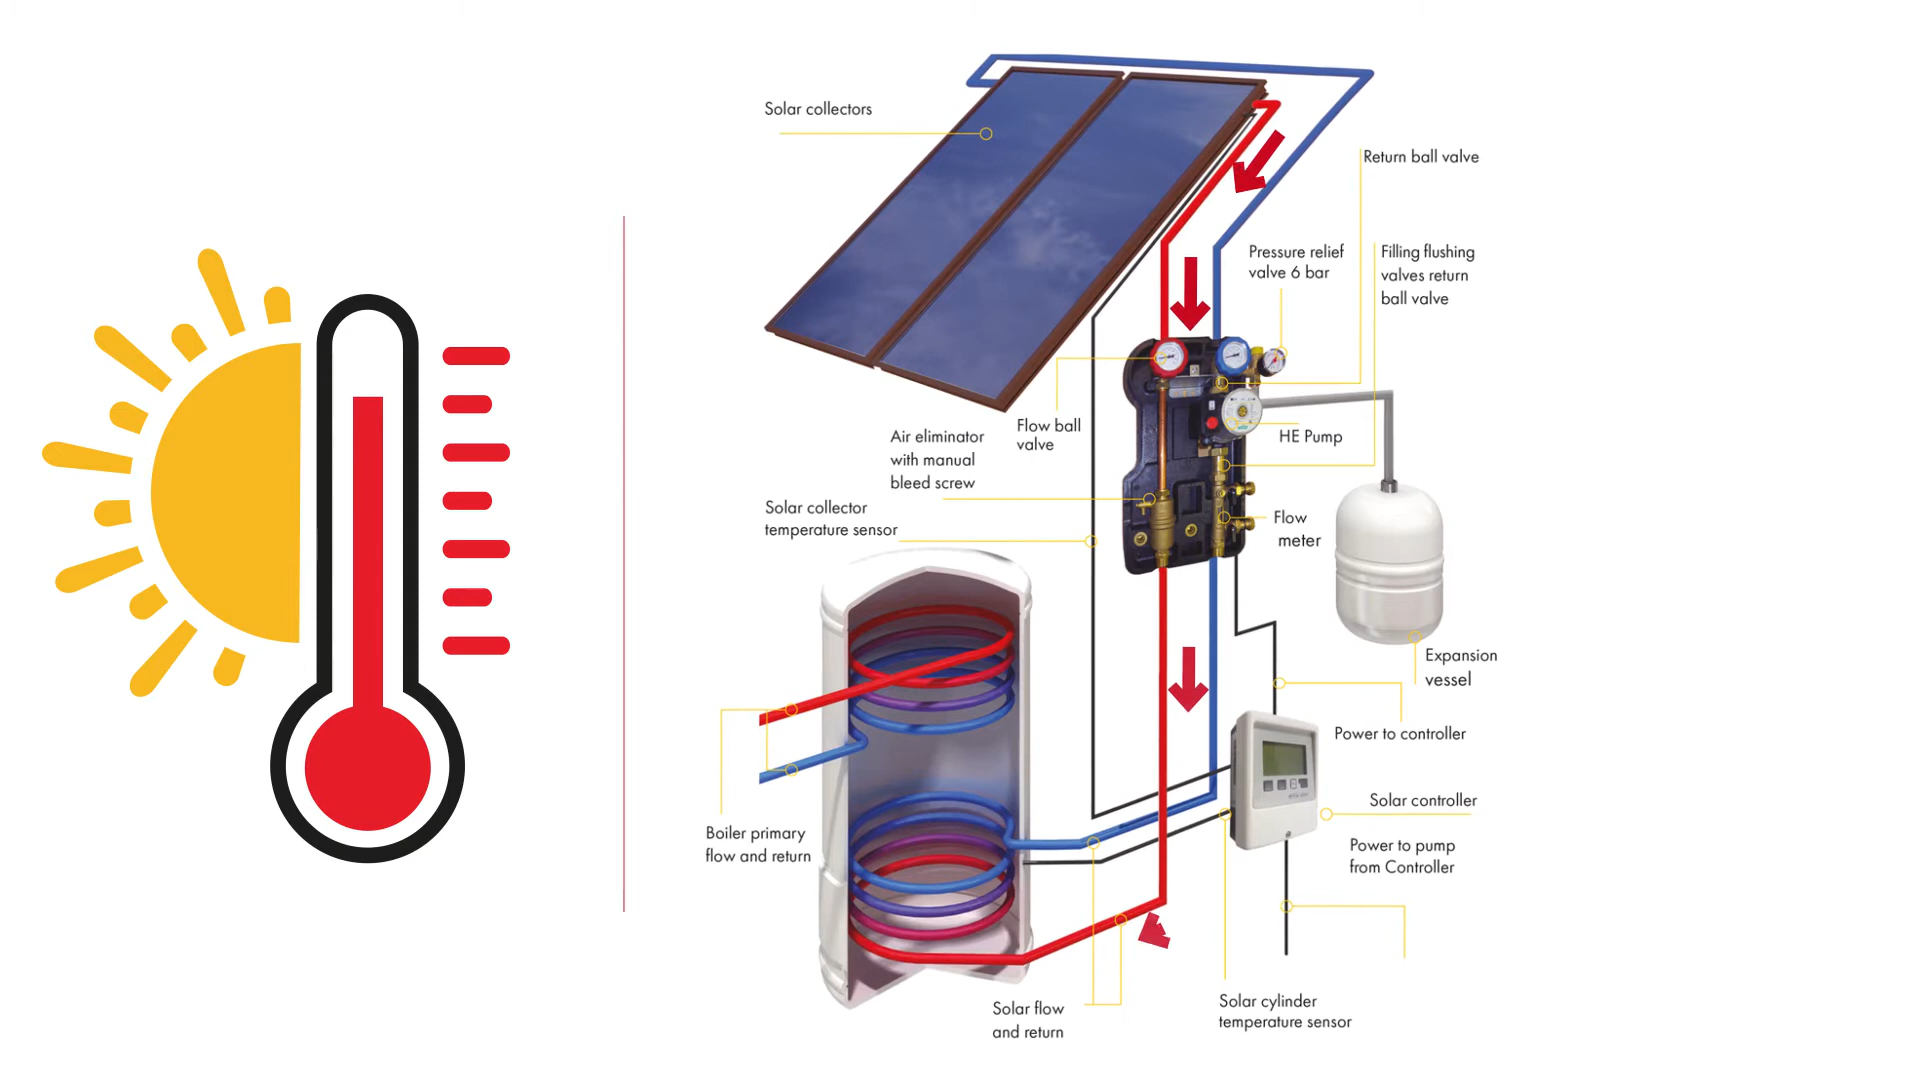 Solar collectors
Return ball valve
Pressure relief
valve 6 bar
Filling flushing
valves return
ball valve
Flow ball
valve
Air eliminator
with manual
bleed screw
HE Pump
Solar collector
temperature sensor
Flow
meter
Expansion
vessel
Power to controller
Solar controller
Boiler primary
flow and return
Power to pump
from Controller
Solar flow
and return
Solar cylinder
temperature sensor